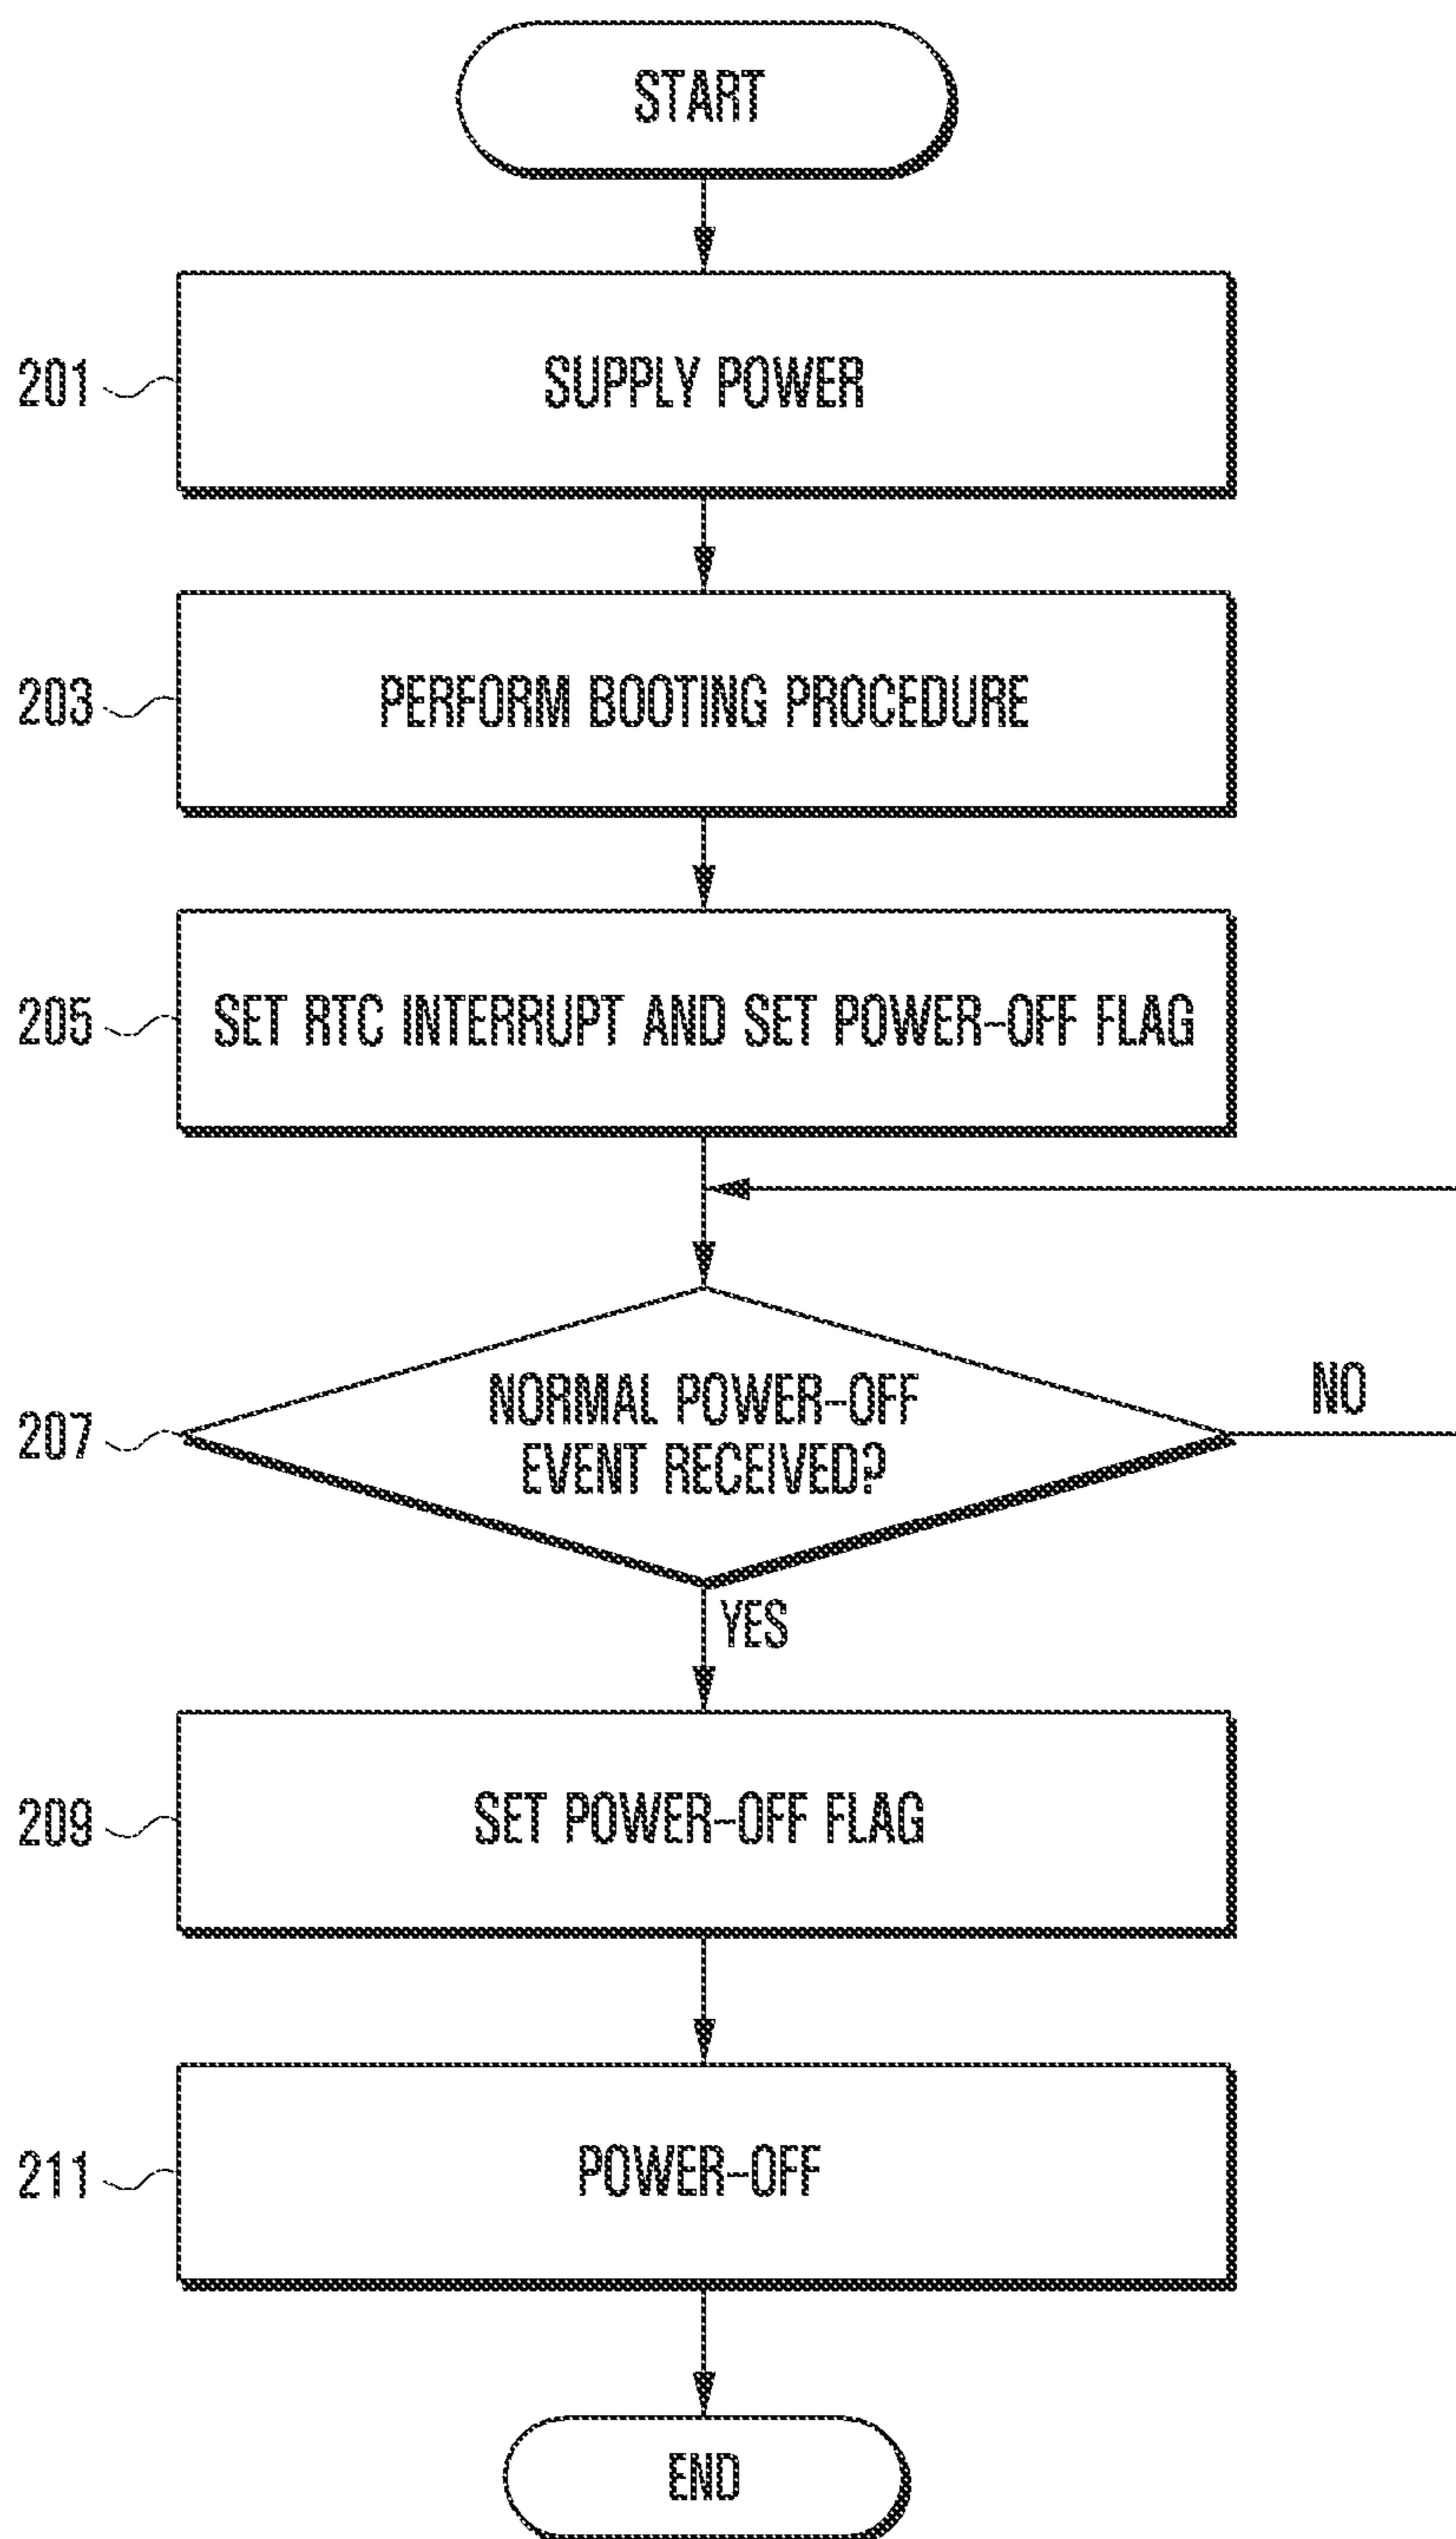 START
201
SUPPLY POWER
203
PERFORM BOOTING PROCEDURE
205
SET RTC INTERRUPT AND SET POWER-OFF FLAG
207
NORMAL POWER-OFF
EVENT RECEIVED?
NO
YES
209
SET POWER-OFF FLAG
211
POWER-OFF
END